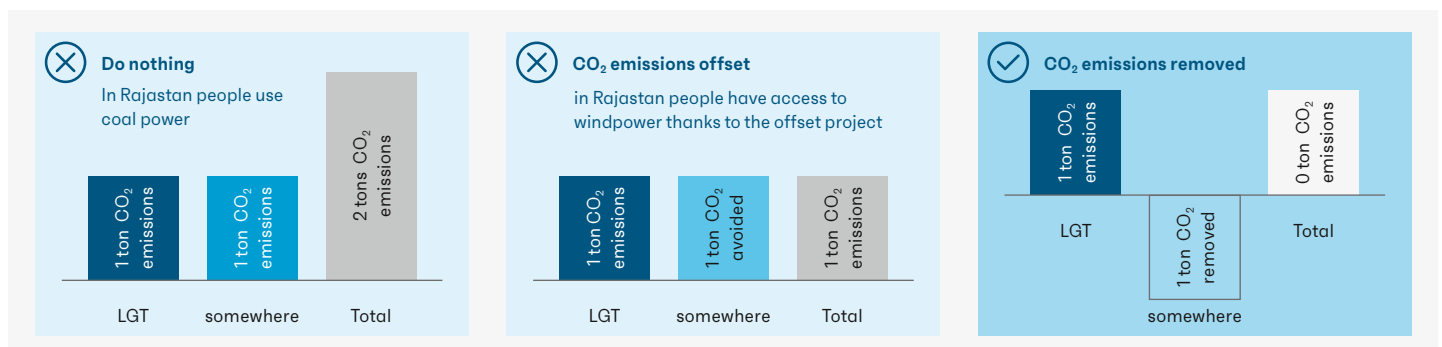 Do nothing
In Rajastan people use
coal power
1 ton CO₂
emissions
1 ton CO₂
emissions
2 tons CO₂
emissions
LGT
somewhere
Total
CO₂ emissions offset
in Rajastan people have access to
windpower thanks to the offset project
1 ton CO₂
emissions
1 ton CO₂
avoided
1 ton CO₂
emissions
LGT
somewhere
Total
CO₂ emissions removed
1 ton CO₂
emissions
1 ton CO₂
removed
0 ton CO₂
emissions
LGT
somewhere
Total